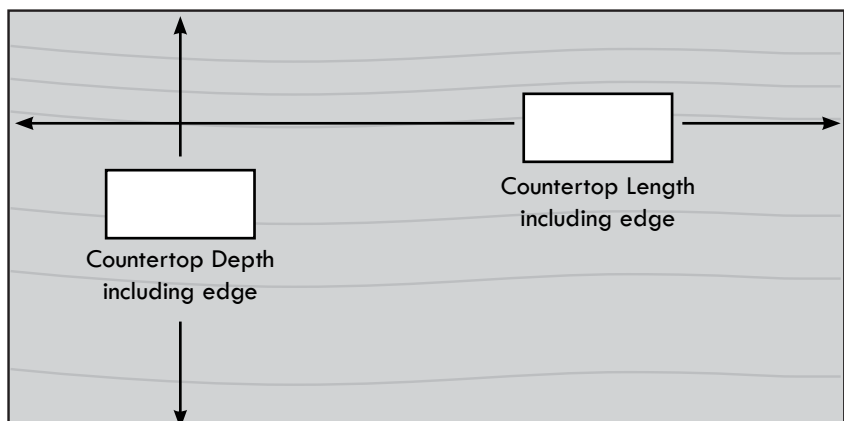 Countertop Length
including edge
Countertop Depth
including edge